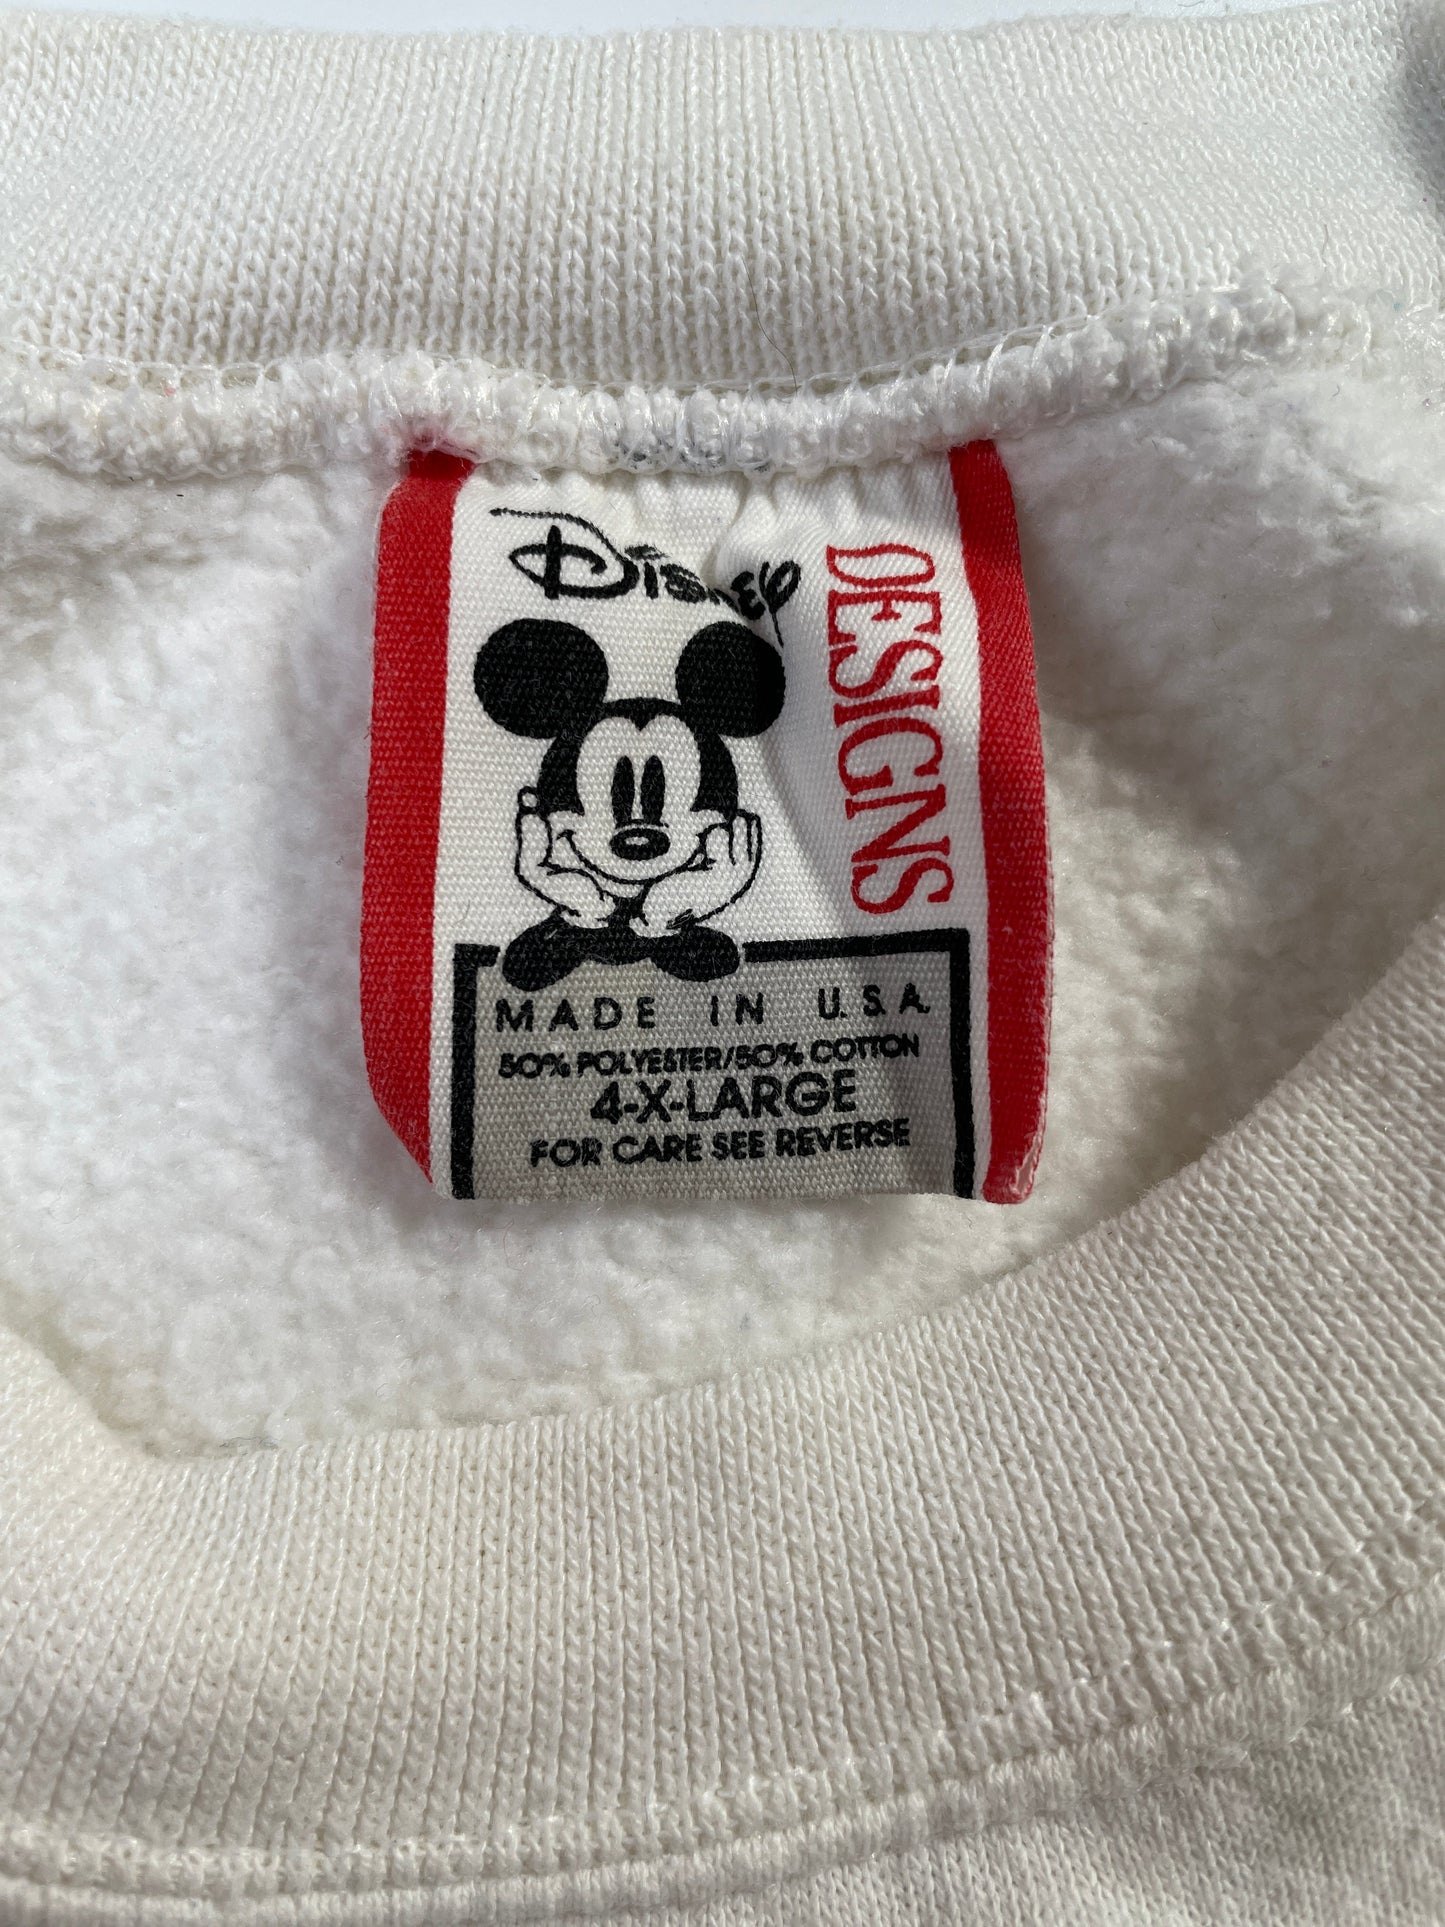 Disney
DESIGNS
MADE IN U.S.A.
50% POLYESTER/50% COTTON
4-X-LARGE
FOR CARE SEE REVERSE